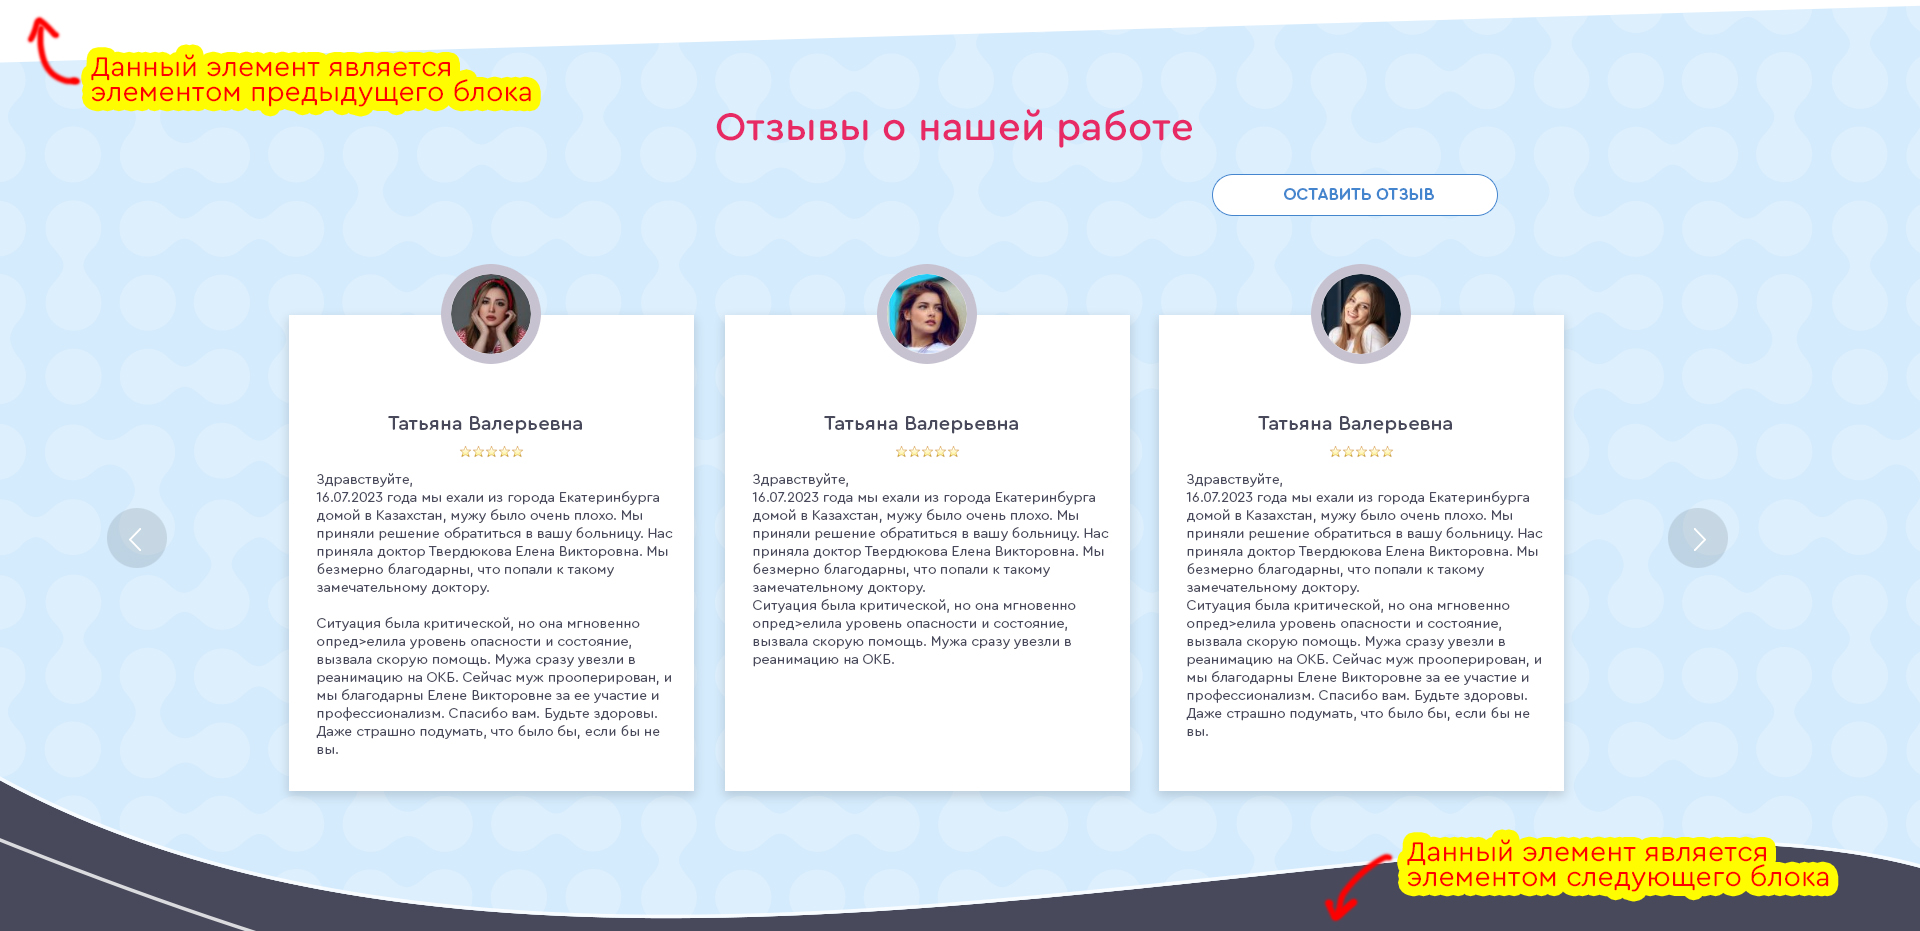 Данный элемент является
элементом предыдущего блока
Отзывы о нашей работе
ОСТАВИТЬ ОТЗЫВ
Татьяна Валерьевна
Здравствуйте,
16.07.2023 года мы ехали из города Екатеринбурга
домой в Казахстан, мужу было очень плохо. Мы
приняли решение обратиться в вашу больницу. Нас
приняла доктор Твердюкова Елена Викторовна. Мы
безмерно благодарны, что попали к такому
замечательному доктору.
Ситуация была критической, но она мгновенно
опред>елила уровень опасности и состояние,
вызвала скорую помощь. Мужа сразу увезли в
реанимацию на ОКБ. Сейчас муж прооперирован, и
мы благодарны Елене Викторовне за ее участие и
профессионализм. Спасибо вам. Будьте здоровы.
Даже страшно подумать, что было бы, если бы не
вы.
Татьяна Валерьевна
Здравствуйте,
16.07.2023 года мы ехали из города Екатеринбурга
домой в Казахстан, мужу было очень плохо. Мы
приняли решение обратиться в вашу больницу. Нас
приняла доктор Твердюкова Елена Викторовна. Мы
безмерно благодарны, что попали к такому
замечательному доктору.
Ситуация была критической, но она мгновенно
опред>елила уровень опасности и состояние,
вызвала скорую помощь. Мужа сразу увезли в
реанимацию на ОКБ.
Татьяна Валерьевна
Здравствуйте,
16.07.2023 года мы ехали из города Екатеринбурга
домой в Казахстан, мужу было очень плохо. Мы
приняли решение обратиться в вашу больницу. Нас
приняла доктор Твердюкова Елена Викторовна. Мы
безмерно благодарны, что попали к такому
замечательному доктору.
Ситуация была критической, но она мгновенно
опред>елила уровень опасности и состояние,
вызвала скорую помощь. Мужа сразу увезли в
реанимацию на ОКБ. Сейчас муж прооперирован, и
мы благодарны Елене Викторовне за ее участие и
профессионализм. Спасибо вам. Будьте здоровы.
Даже страшно подумать, что было бы, если бы не
вы.
Данный элемент является
элементом следующего блока